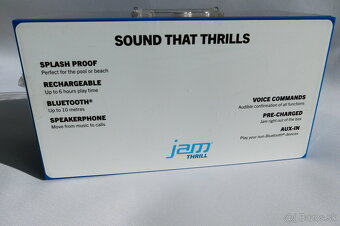 SOUND THAT THRILLS
SPLASH PROOF
Perfect for the pool or beach
RECHARGEABLE
Up to 6 hours play time
BLUETOOTH®
Up to 10 metres
SPEAKERPHONE
Move from music to calls
VOICE COMMANDS
Audible confirmation of all functions
PRE-CHARGED
Jam right out of the box
AUX-IN
Play your non-Bluetooth® devices
jam
THRILL
bazos.sk